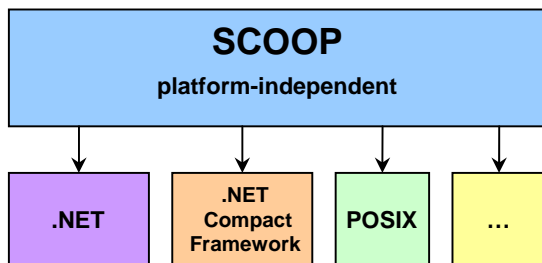 SCOOP
platform-independent
.NET
.NET
Compact
Framework
POSIX
…